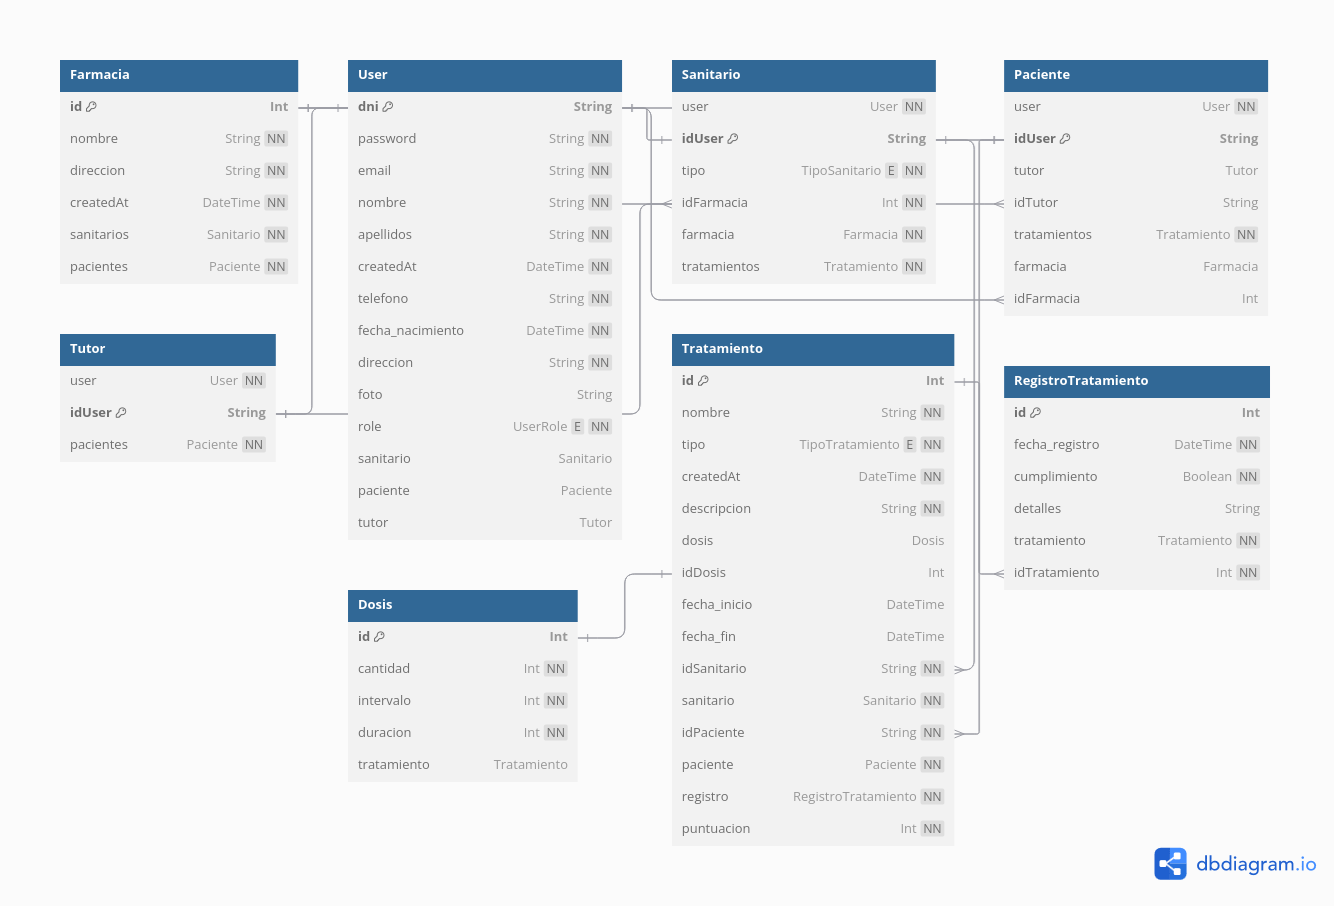 Farmacia
id Int
nombre String NN
direccion String NN
createdAt DateTime NN
sanitarios Sanitario NN
pacientes Paciente NN
User
dni String
password String NN
email String NN
nombre String NN
apellidos String NN
createdAt DateTime NN
telefono String NN
fecha_nacimiento DateTime NN
direccion String NN
foto String
role UserRole E NN
sanitario Sanitario
paciente Paciente
tutor Tutor
Sanitario
user User NN
idUser String
tipo TipoSanitario E NN
idFarmacia Int NN
farmacia Farmacia NN
tratamientos Tratamiento NN
Paciente
user User NN
idUser String
tutor Tutor
idTutor String
tratamientos Tratamiento NN
farmacia Farmacia
idFarmacia Int
Tutor
user User NN
idUser String
pacientes Paciente NN
Tratamiento
id Int
nombre String NN
tipo TipoTratamiento E NN
createdAt DateTime NN
descripcion String NN
dosis Dosis
idDosis Int
fecha_inicio DateTime
fecha_fin DateTime
idSanitario String NN
sanitario Sanitario NN
idPaciente String NN
paciente Paciente NN
registro RegistroTratamiento NN
puntuacion Int NN
RegistroTratamiento
id Int
fecha_registro DateTime NN
cumplimiento Boolean NN
detalles String
tratamiento Tratamiento NN
idTratamiento Int NN
Dosis
id Int
cantidad Int NN
intervalo Int NN
duracion Int NN
tratamiento Tratamiento
dbdiagram.io